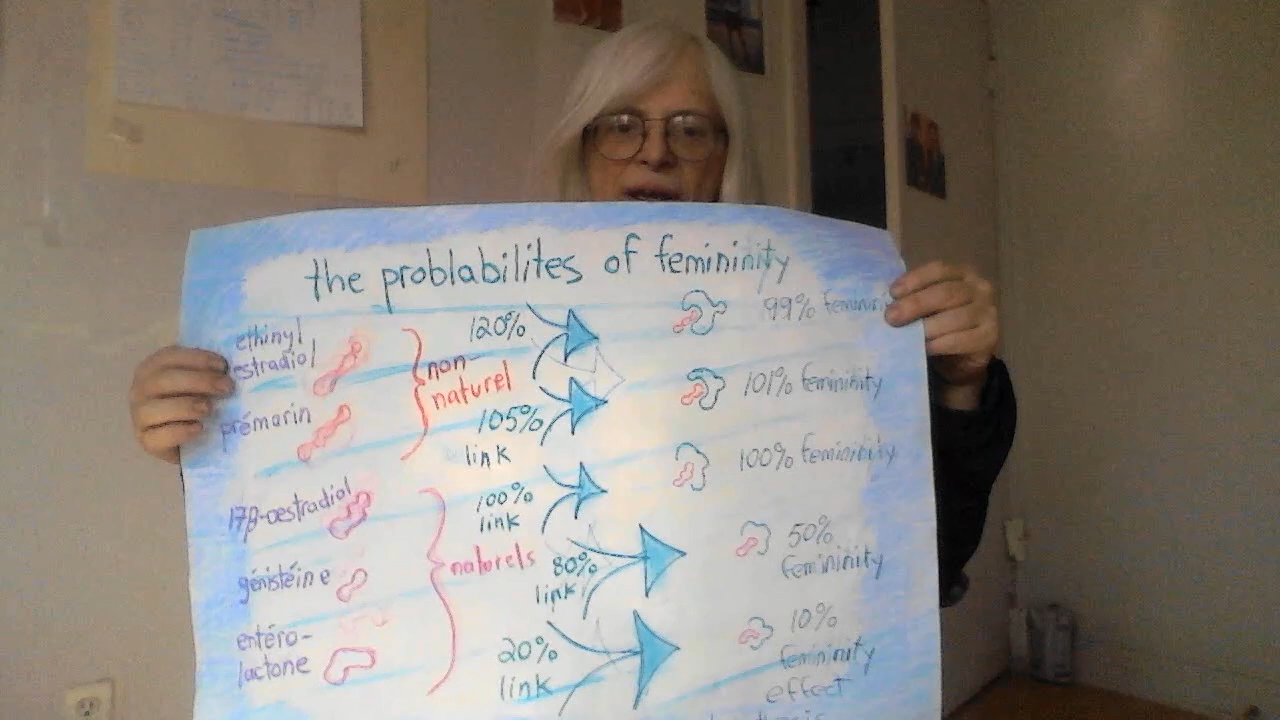 the problabilites of femininity
ethinyl
estradiol
120%
99%
prémarin
non-
naturel
105%
link
101% femininity
17β-oestradiol
100%
link
100% femininity
génistéine
naturels
80%
link
50%
femininity
entéro-
lactone
20%
link
10%
femininity
effect